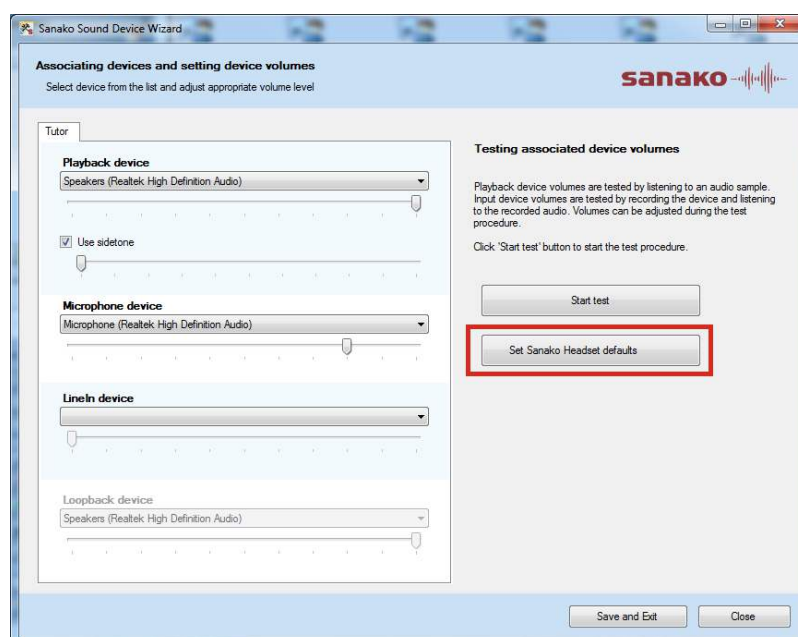 Sanako Sound Device Wizard
Associating devices and setting device volumes
Select device from the list and adjust appropriate volume level
sanako
Tutor
Playback device
Speakers (Realtek High Definition Audio)
Use sidetone
Microphone device
Microphone (Realtek High Definition Audio)
LineIn device
Loopback device
Speakers (Realtek High Definition Audio)
Testing associated device volumes
Playback device volumes are tested by listening to an audio sample.
Input device volumes are tested by recording the device and listening
to the recorded audio. Volumes can be adjusted during the test
procedure.
Click 'Start test' button to start the test procedure.
Start test
Set Sanako Headset defaults
Save and Exit
Close